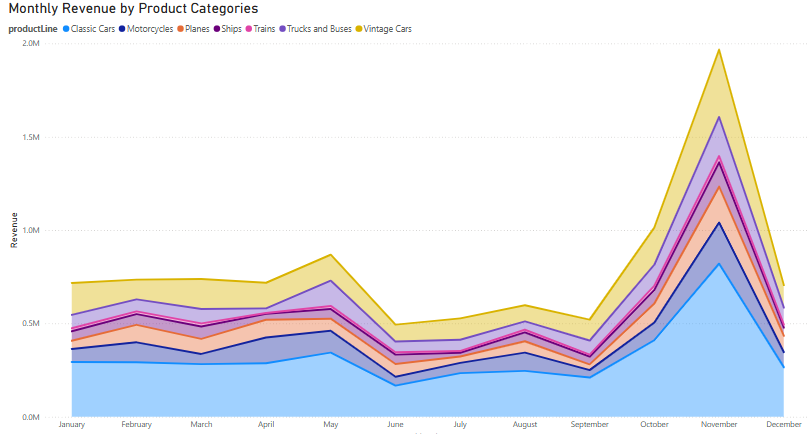 Monthly Revenue by Product Categories
productLine Classic Cars Motorcycles Planes Ships Trains Trucks and Buses Vintage Cars
2.0M
1.5M
1.0M
0.5M
0.0M
Revenue
January February March April May June July August September October November December